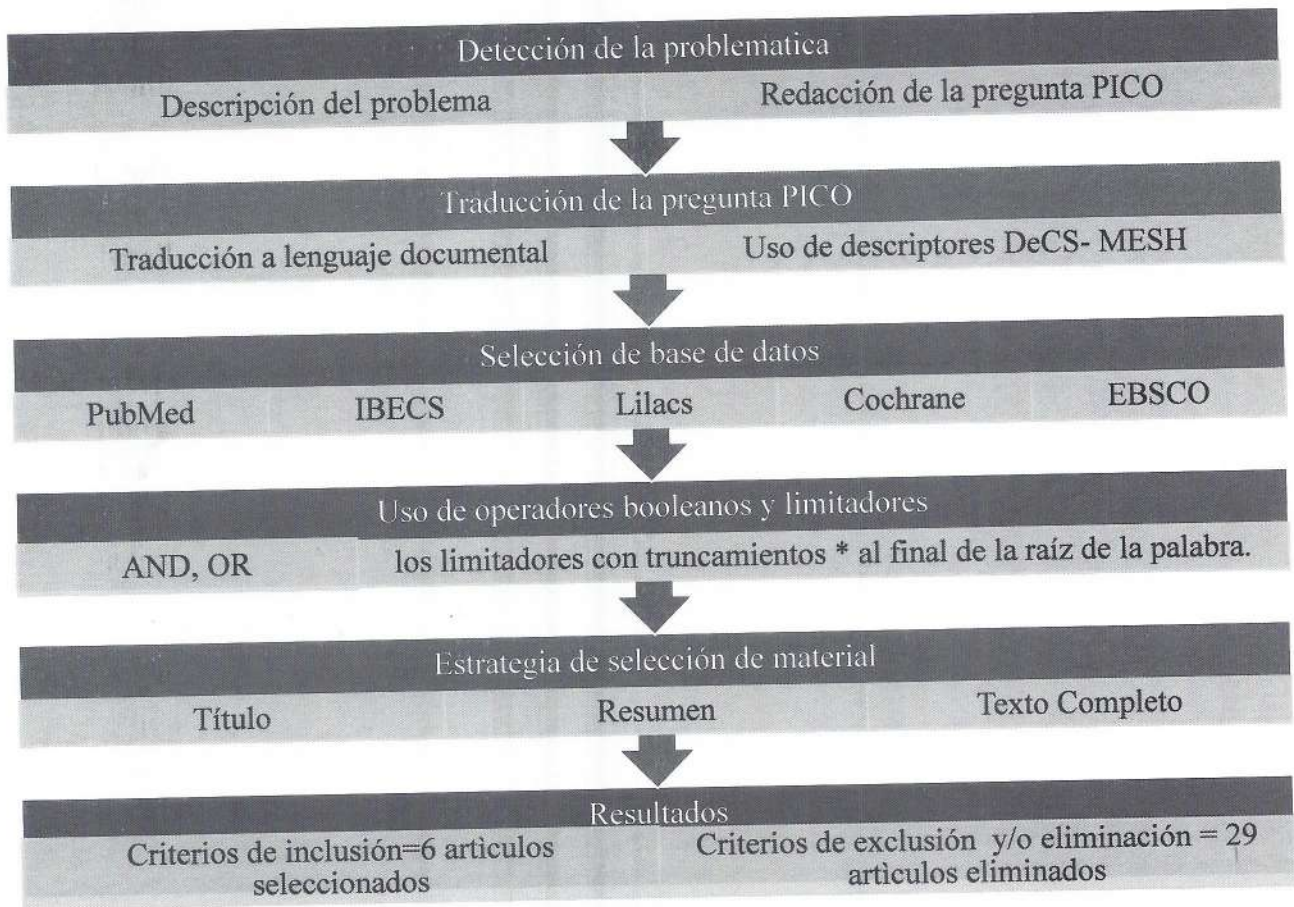 Detección de la problematica
Descripción del problema
Redacción de la pregunta PICO
Traducción de la pregunta PICO
Traducción a lenguaje documental
Uso de descriptores DeCS- MESH
Selección de base de datos
PubMed
IBECS
Lilacs
Cochrane
EBSCO
Uso de operadores booleanos y limitadores
AND, OR
los limitadores con truncamientos * al final de la raíz de la palabra.
Estrategia de selección de material
Título
Resumen
Texto Completo
Resultados
Criterios de inclusión=6 artìculos
seleccionados
Criterios de exclusión y/o eliminación = 29
artìculos eliminados